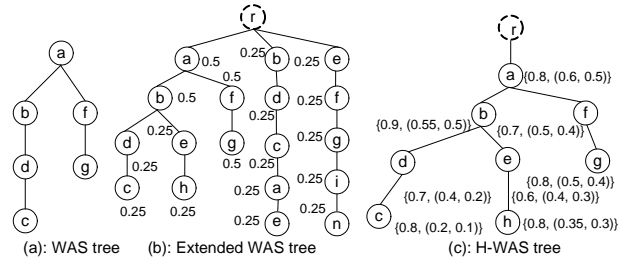 r
r
a
a 0.5
0.25 b
0.25 e
a {0.8, (0.6, 0.5)}
0.5
b f
b 0.5
f
d
0.25 f
b f
{0.9, (0.55, 0.5)} {0.7, (0.5, 0.4)}
0.25
0.25
d g
d 0.25 e
g 0.25 c
0.25 g
d e g
0.5
0.25
{0.8, (0.5, 0.4)}
c
c h
0.25 a
0.25 i
{0.7, (0.4, 0.2)} {0.6, (0.4, 0.3)}
0.25 0.25
0.25 e
0.25 n
c {0.8, (0.2, 0.1)} h {0.8, (0.35, 0.3)}
(a): WAS tree (b): Extended WAS tree (c): H-WAS tree